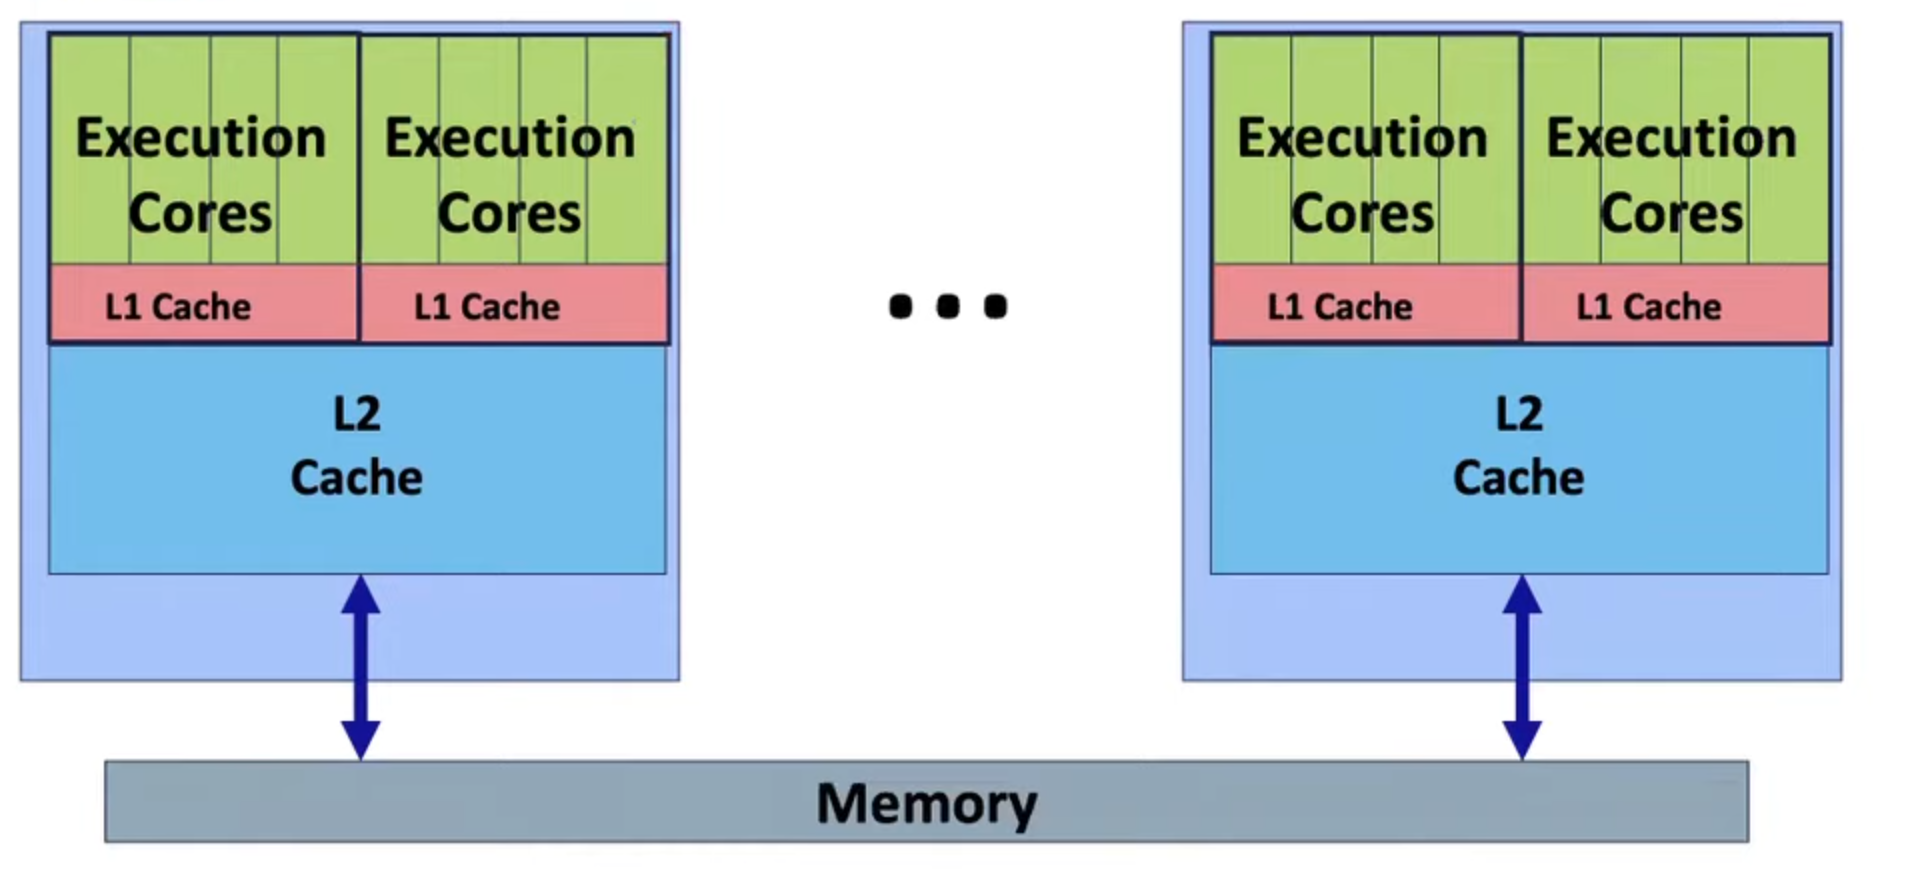 Execution
Cores
Execution
Cores
L1 Cache
L1 Cache
L2
Cache
Execution
Cores
Execution
Cores
L1 Cache
L1 Cache
L2
Cache
Memory